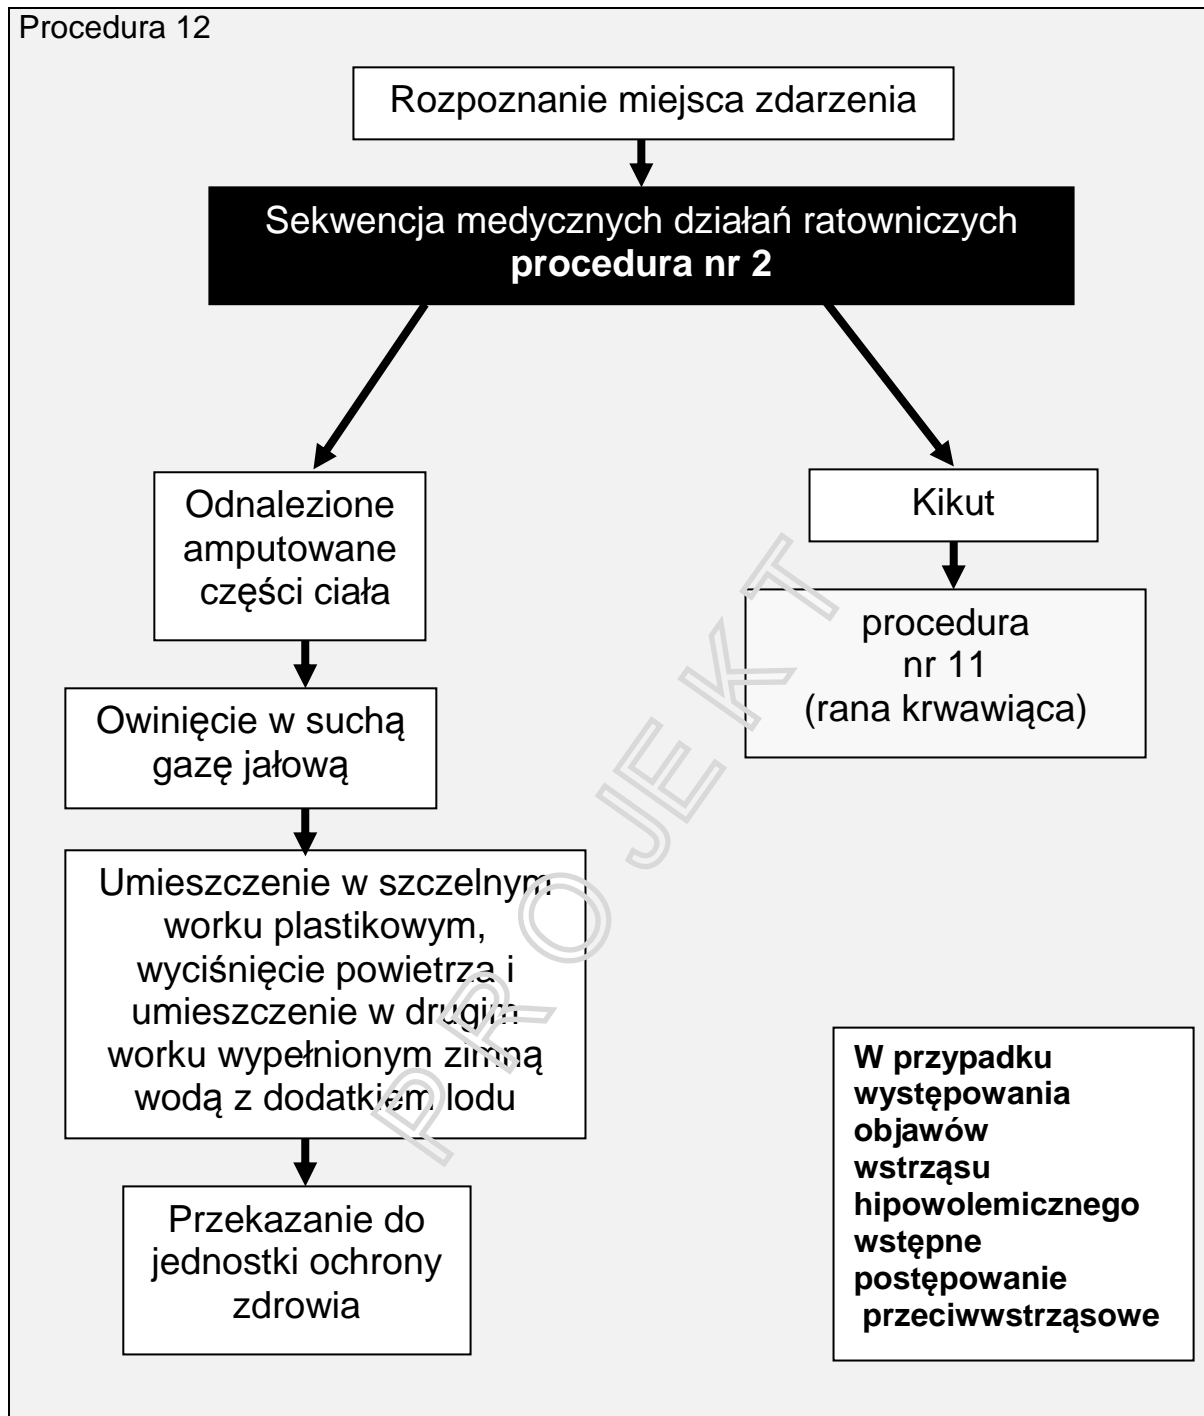 Procedura 12
Rozpoznanie miejsca zdarzenia
Sekwencja medycznych działań ratowniczych
procedura nr 2
Odnalezione
amputowane
części ciała
Kikut
procedura
nr 11
(rana krwawiąca)
Owinięcie w suchą
gazę jałową
Umieszczenie w szczelnym
worku plastikowym,
wyciśnięcie powietrza i
umieszczenie w drugim
worku wypełnionym zimną
wodą z dodatkiem lodu
Przekazanie do
jednostki ochrony
zdrowia
W przypadku
występowania
objawów
wstrząsu
hipowolemicznego
wstępne
postępowanie
przeciwwstrząsowe
PROJEKT